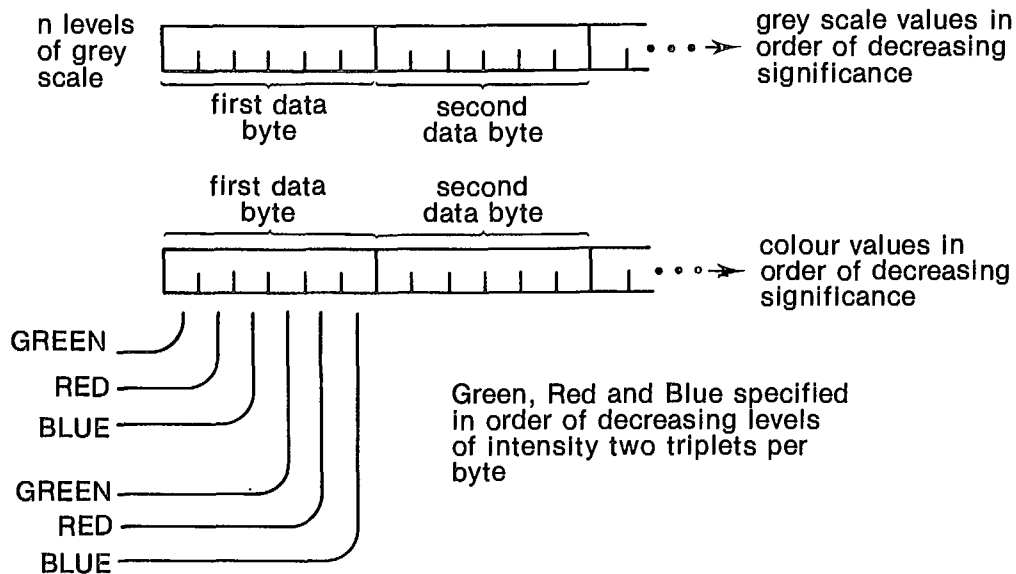 n levels
of grey
scale
grey scale values in
order of decreasing
significance
first data
byte
second
data byte
first data
byte
second
data byte
colour values in
order of decreasing
significance
GREEN
RED
BLUE
GREEN
RED
BLUE
Green, Red and Blue specified
in order of decreasing levels
of intensity two triplets per
byte